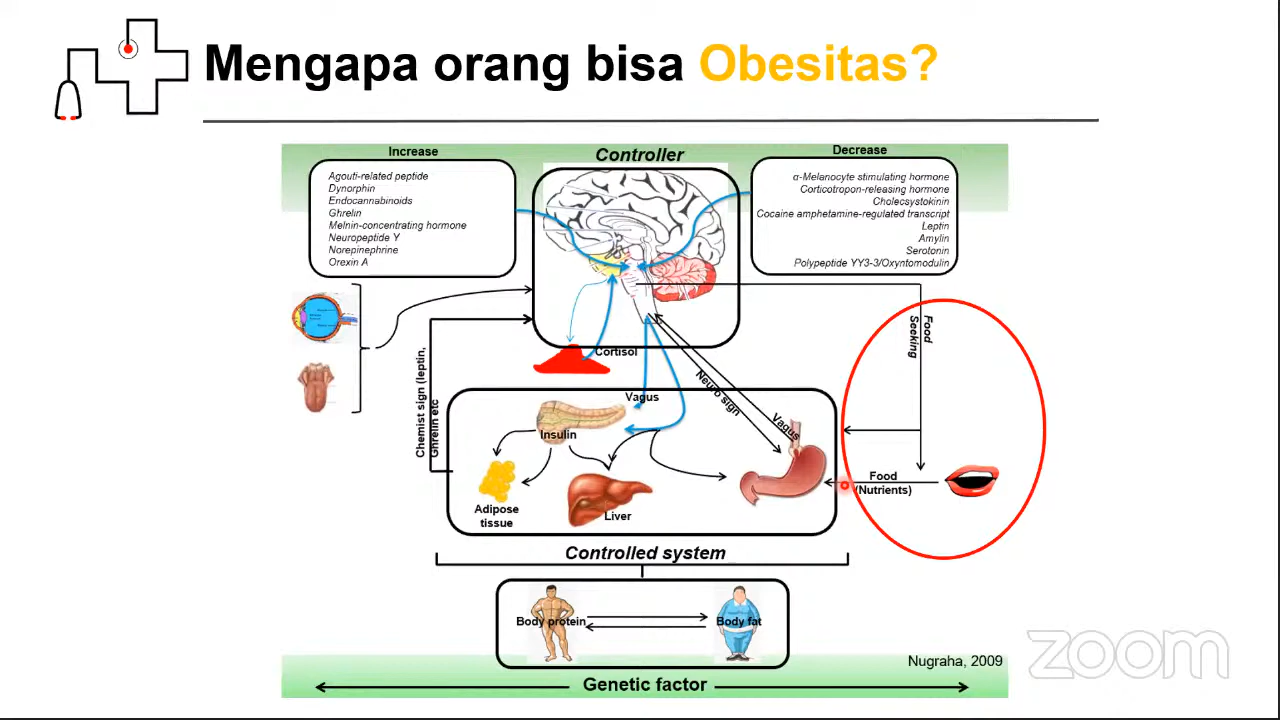 Mengapa orang bisa Obesitas?
Increase
Controller
Decrease
Agouti-related peptide
Dynorphin
Endocannabinoids
Ghrelin
Melnin-concentrating hormone
Neuropeptide Y
Norepinephrine
Orexin A
α-Melanocyte stimulating hormone
Corticotropon-releasing hormone
Cholecsystokinin
Cocaine amphetamine-regulated transcript
Leptin
Amylin
Serotonin
Polypeptide YY3-3/Oxyntomodulin
Food
Seeking
Cortisol
Chemist sign (leptin,
Ghrelin etc
Vagus
Neuro sign
Vagus
Insulin
Adipose
tissue
Liver
Food
(Nutrients)
Controlled system
Body protein
Body fat
Nugraha, 2009
Genetic factor
zoom